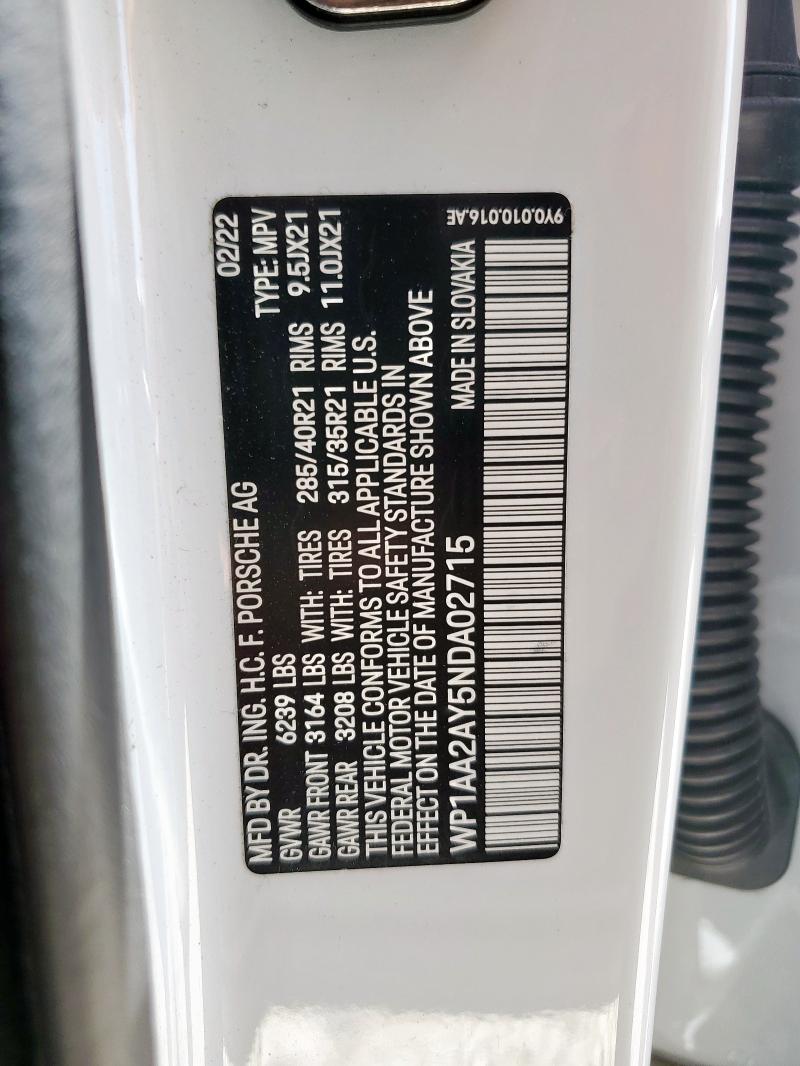 MFD BY DR. ING. H.C. F. PORSCHE AG 02/22
GVWR 6239 LBS TYPE: MPV
GAWR FRONT 3164 LBS WITH: TIRES 285/40R21 RIMS 9.5JX21
GAWR REAR 3208 LBS WITH: TIRES 315/35R21 RIMS 11.0JX21
THIS VEHICLE CONFORMS TO ALL APPLICABLE U.S.
FEDERAL MOTOR VEHICLE SAFETY STANDARDS IN
EFFECT ON THE DATE OF MANUFACTURE SHOWN ABOVE
WP1AA2AY5NDA02715 MADE IN SLOVAKIA
9Y0.010.016.AE